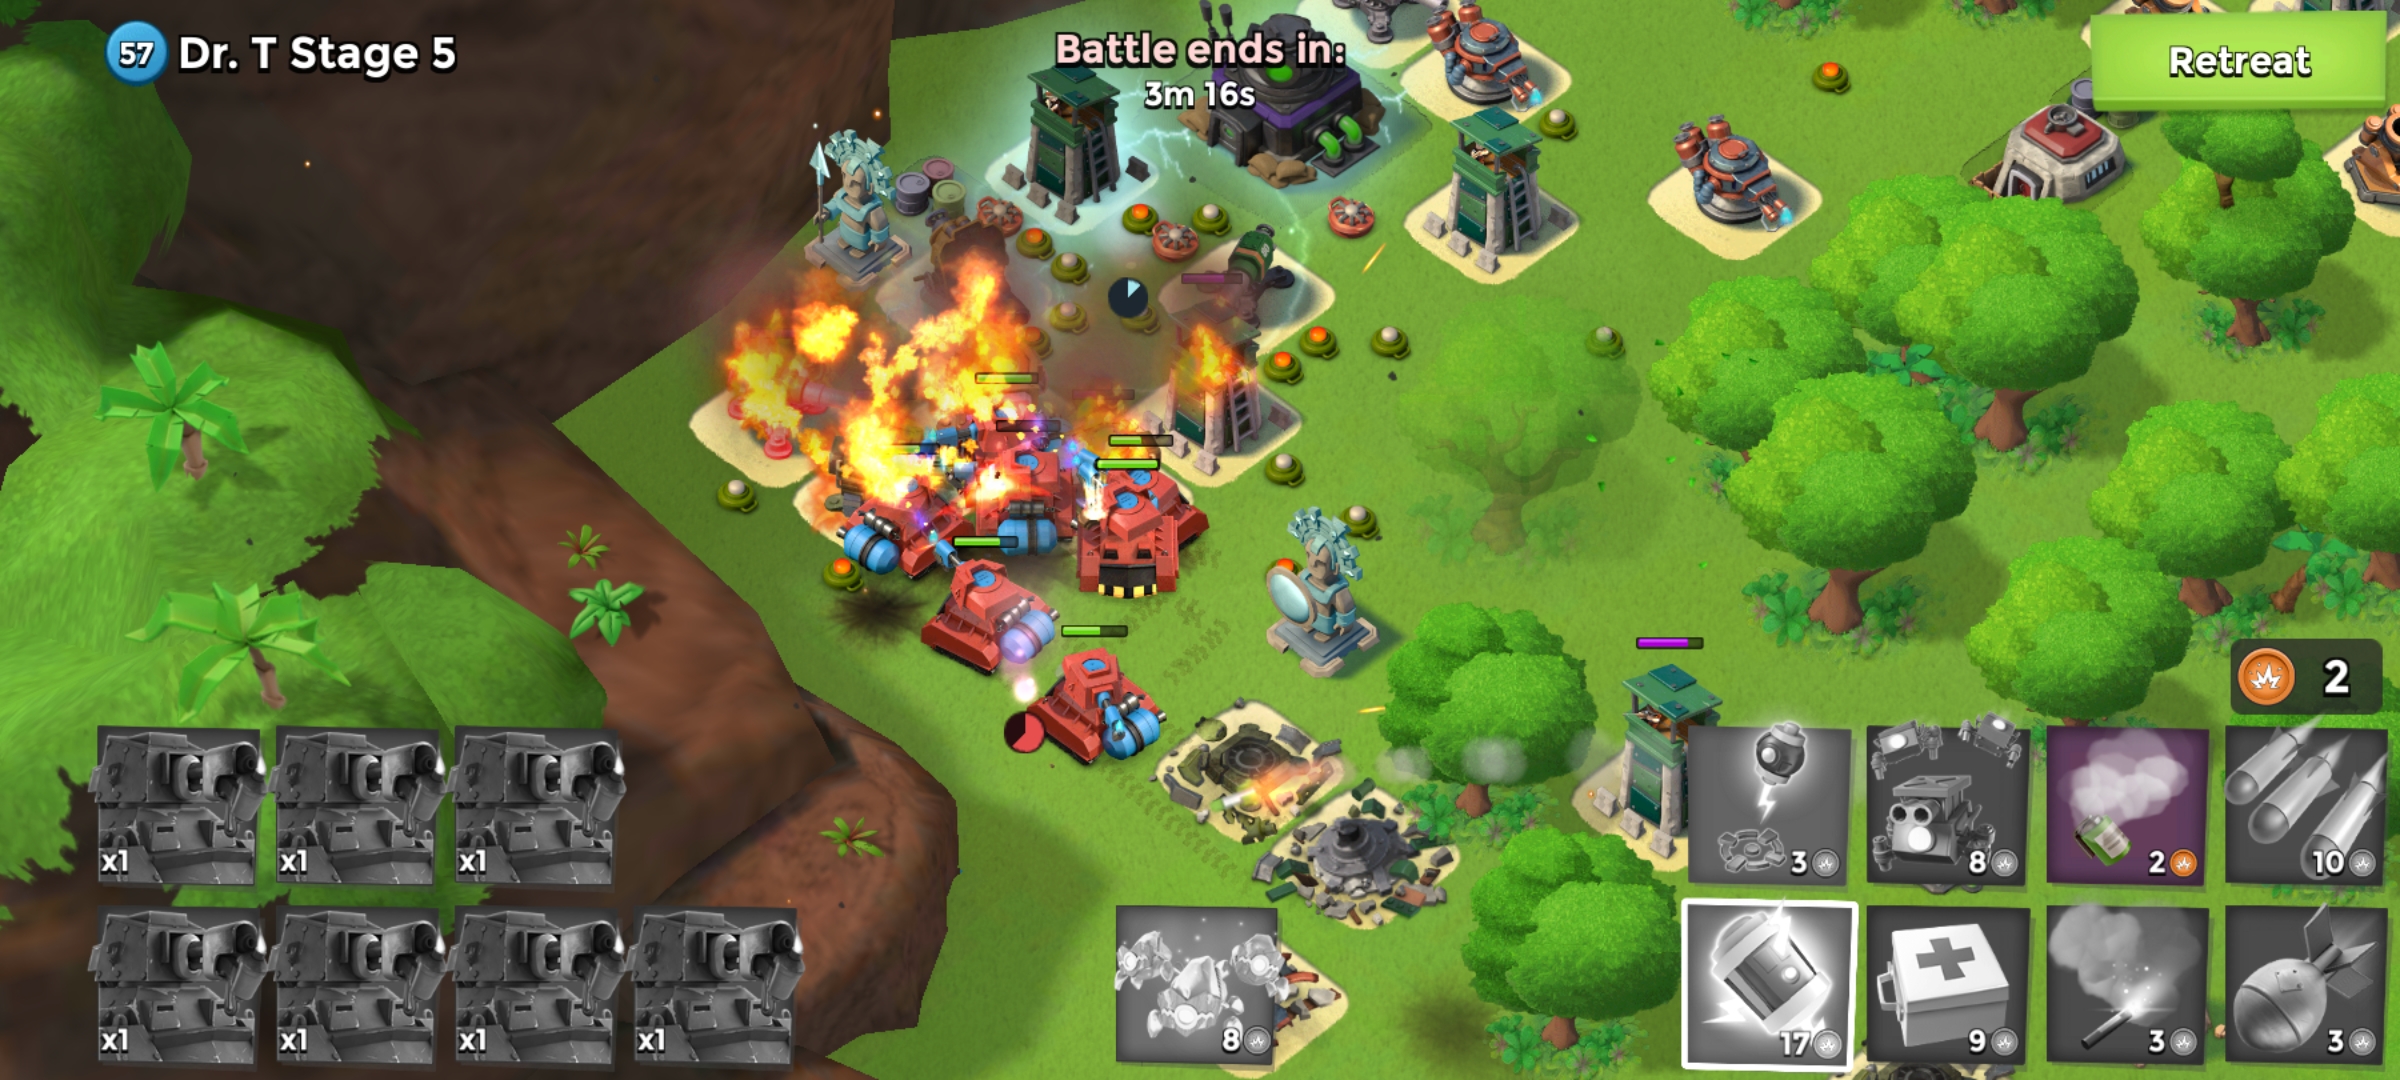 57 Dr. T Stage 5
Battle ends in:
3m 16s
Retreat
2
x1 x1 x1
3 8 2 10
x1 x1 x1 x1
8 17 9 3 3